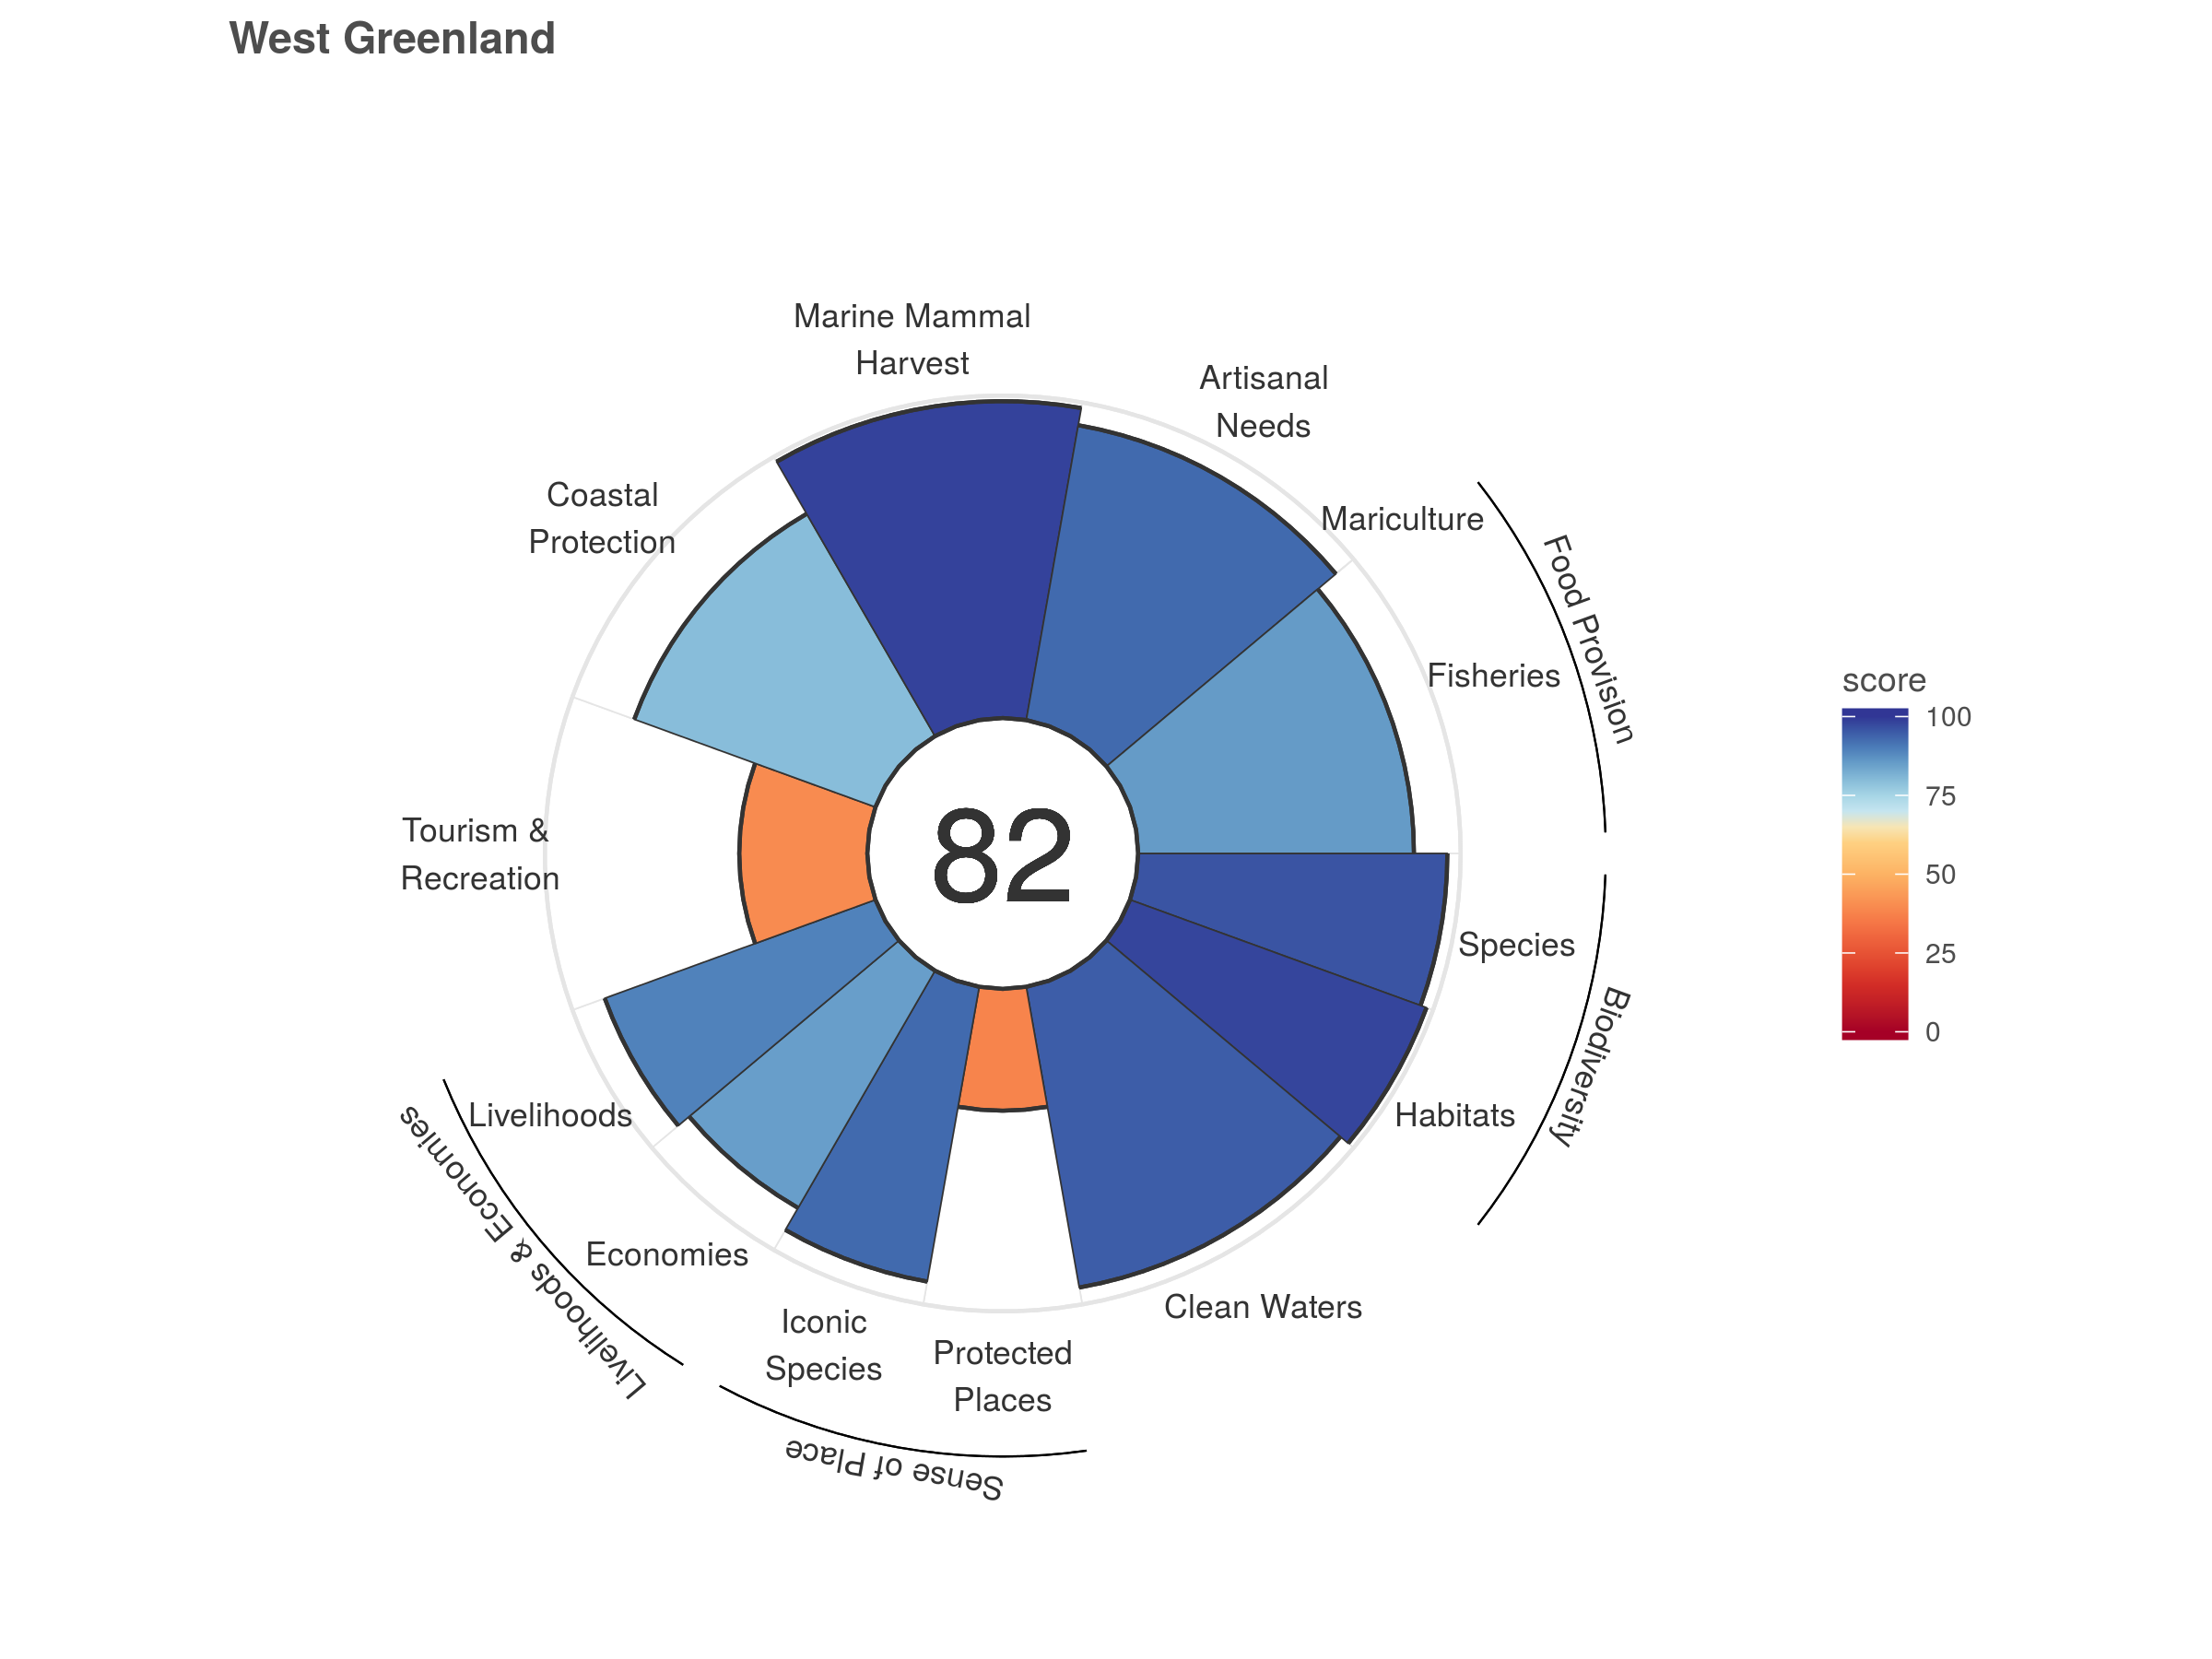 West Greenland
Marine Mammal
Harvest
Artisanal
Needs
Mariculture
Fisheries
Food Provision
Coastal
Protection
Tourism &
Recreation
82
Species
Habitats
Biodiversity
Livelihoods
Economies
Livelihoods & Economies
Iconic
Species
Protected
Places
Sense of Place
Clean Waters
score
100
75
50
25
0